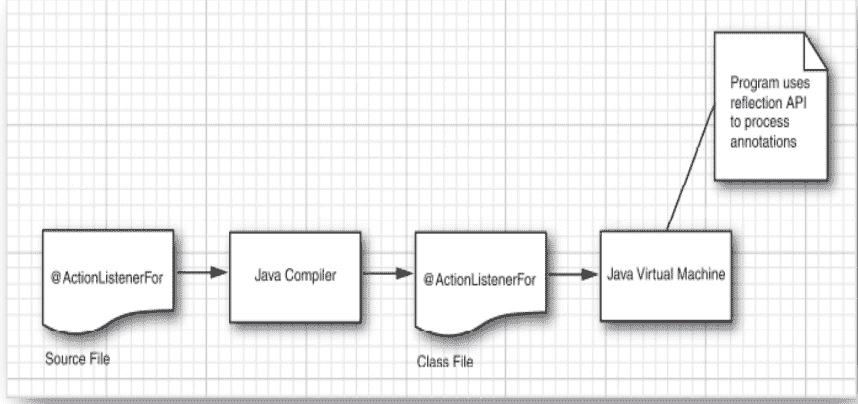 Program uses
reflection API
to process
annotations
@ActionListenerFor
Java Compiler
@ActionListenerFor
Java Virtual Machine
Source File
Class File